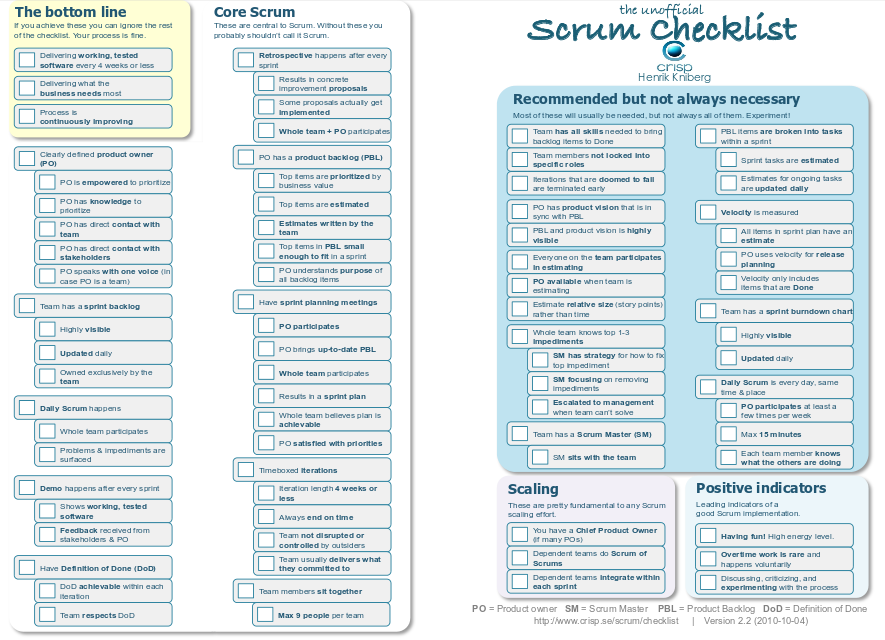 The bottom line
If you achieve these you can ignore the rest
of the checklist. Your process is fine.
Delivering working, tested
software every 4 weeks or less
Delivering what the
business needs most
Process is
continuously improving
Clearly defined product owner
(PO)
PO is empowered to prioritize
PO has knowledge to
prioritize
PO has direct contact with
team
PO has direct contact with
stakeholders
PO speaks with one voice (in
case PO is a team)
Team has a sprint backlog
Highly visible
Updated daily
Owned exclusively by the
team
Daily Scrum happens
Whole team participates
Problems & impediments are
surfaced
Demo happens after every sprint
Shows working, tested
software
Feedback received from
stakeholders & PO
Have Definition of Done (DoD)
DoD achievable within each
iteration
Team respects DoD
Core Scrum
These are central to Scrum. Without these you
probably shouldn't call it Scrum.
Retrospective happens after every
sprint
Results in concrete
improvement proposals
Some proposals actually get
implemented
Whole team + PO participates
PO has a product backlog (PBL)
Top items are prioritized by
business value
Top items are estimated
Estimates written by the
team
Top items in PBL small
enough to fit in a sprint
PO understands purpose of
all backlog items
Have sprint planning meetings
PO participates
PO brings up-to-date PBL
Whole team participates
Results in a sprint plan
Whole team believes plan is
achievable
PO satisfied with priorities
Timeboxed iterations
Iteration length 4 weeks or
less
Always end on time
Team not disrupted or
controlled by outsiders
Team usually delivers what
they committed to
Team members sit together
Max 9 people per team
the unofficial
Scrum Checklist
crisp
Henrik Kniberg
Recommended but not always necessary
Most of these will usually be needed, but not always all of them. Experiment!
Team has all skills needed to bring
backlog items to Done
Team members not locked into
specific roles
Iterations that are doomed to fail
are terminated early
PO has product vision that is in
sync with PBL
PBL and product vision is highly
visible
Everyone on the team participates
in estimating
PO available when team is
estimating
Estimate relative size (story points)
rather than time
Whole team knows top 1-3
impediments
SM has strategy for how to fix
top impediment
SM focusing on removing
impediments
Escalated to management
when team can't solve
Team has a Scrum Master (SM)
SM sits with the team
PBL items are broken into tasks
within a sprint
Sprint tasks are estimated
Estimates for ongoing tasks
are updated daily
Velocity is measured
All items in sprint plan have an
estimate
PO uses velocity for release
planning
Velocity only includes
items that are Done
Team has a sprint burndown chart
Highly visible
Updated daily
Daily Scrum is every day, same
time & place
PO participates at least a
few times per week
Max 15 minutes
Each team member knows
what the others are doing
Scaling
These are pretty fundamental to any Scrum
scaling effort.
You have a Chief Product Owner
(if many POs)
Dependent teams do Scrum of
Scrums
Dependent teams integrate within
each sprint
Positive indicators
Leading indicators of a
good Scrum implementation.
Having fun! High energy level.
Overtime work is rare and
happens voluntarily
Discussing, criticizing, and
experimenting with the process
PO = Product owner SM = Scrum Master PBL = Product Backlog DoD = Definition of Done
http://www.crisp.se/scrum/checklist | Version 2.2 (2010-10-04)